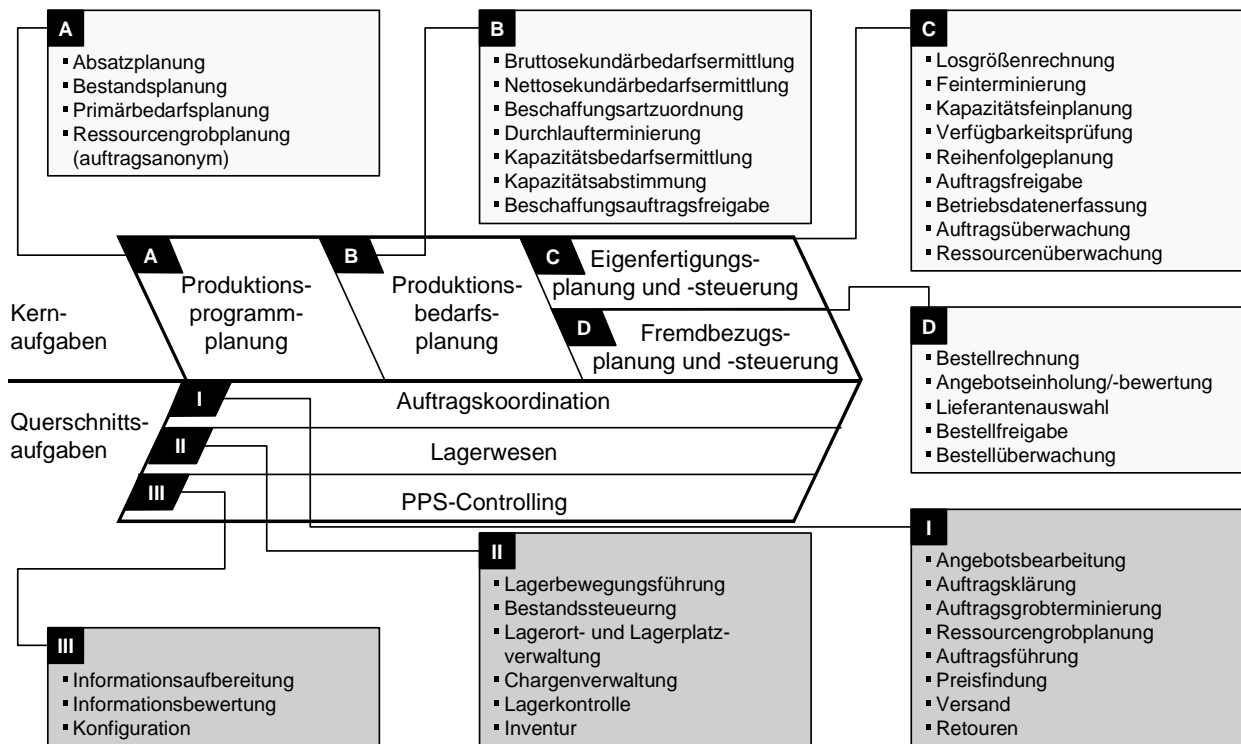 A
Absatzplanung
Bestandsplanung
Primärbedarfsplanung
Ressourcengrobplanung
(auftragsanonym)
B
Bruttosekundärbedarfsermittlung
Nettosekundärbedarfsermittlung
Beschaffungsartzuordnung
Durchlaufterminierung
Kapazitätsbedarfsermittlung
Kapazitätsabstimmung
Beschaffungsauftragsfreigabe
C
Losgrößenrechnung
Feinterminierung
Kapazitätsfeinplanung
Verfügbarkeitsprüfung
Reihenfolgeplanung
Auftragsfreigabe
Betriebsdatenerfassung
Auftragsüberwachung
Ressourcenüberwachung
Kern-
aufgaben
A
Produktions-
programm-
planung
B
Produktions-
bedarfs-
planung
C
Eigenfertigungs-
planung und -steuerung
D
Fremdbezugs-
planung und -steuerung
D
Bestellrechnung
Angebotseinholung/-bewertung
Lieferantenauswahl
Bestellfreigabe
Bestellüberwachung
Querschnitts-
aufgaben
I
Auftragskoordination
II
Lagerwesen
III
PPS-Controlling
III
Informationsaufbereitung
Informationsbewertung
Konfiguration
II
Lagerbewegungsführung
Bestandssteueurng
Lagerort- und Lagerplatz-
verwaltung
Chargenverwaltung
Lagerkontrolle
Inventur
I
Angebotsbearbeitung
Auftragsklärung
Auftragsgrobterminierung
Ressourcengrobplanung
Auftragsführung
Preisfindung
Versand
Retouren